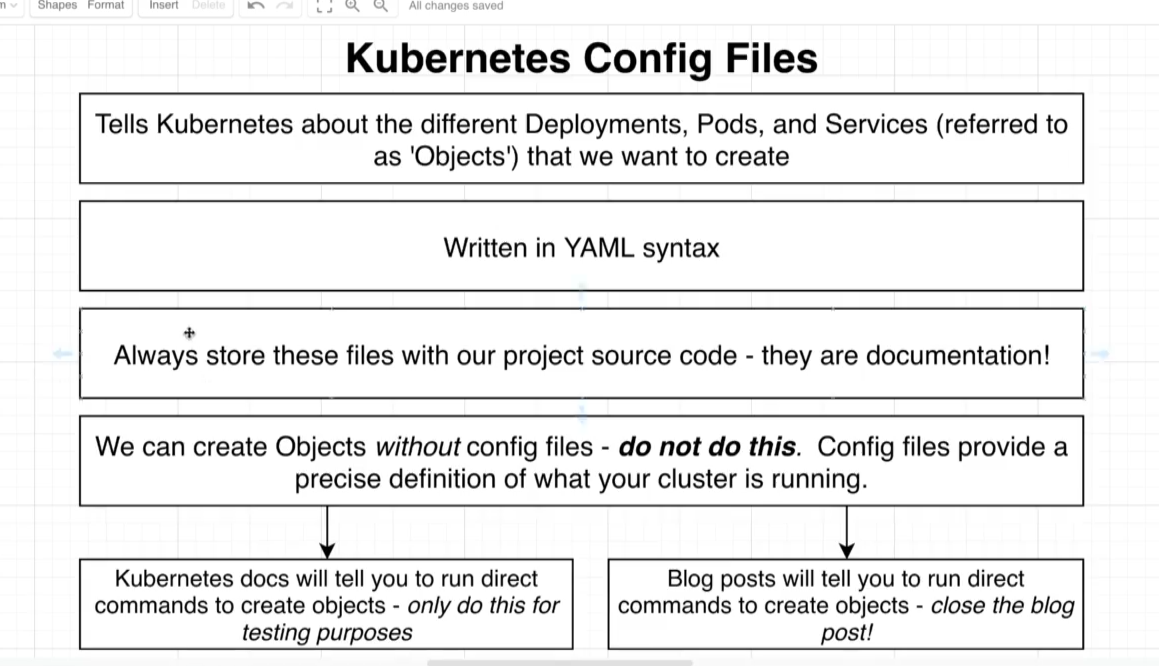 Shapes Format Insert Delete All changes saved
Kubernetes Config Files
Tells Kubernetes about the different Deployments, Pods, and Services (referred to
as 'Objects') that we want to create
Written in YAML syntax
Always store these files with our project source code - they are documentation!
We can create Objects without config files - do not do this. Config files provide a
precise definition of what your cluster is running.
Kubernetes docs will tell you to run direct
commands to create objects - only do this for
testing purposes
Blog posts will tell you to run direct
commands to create objects - close the blog
post!